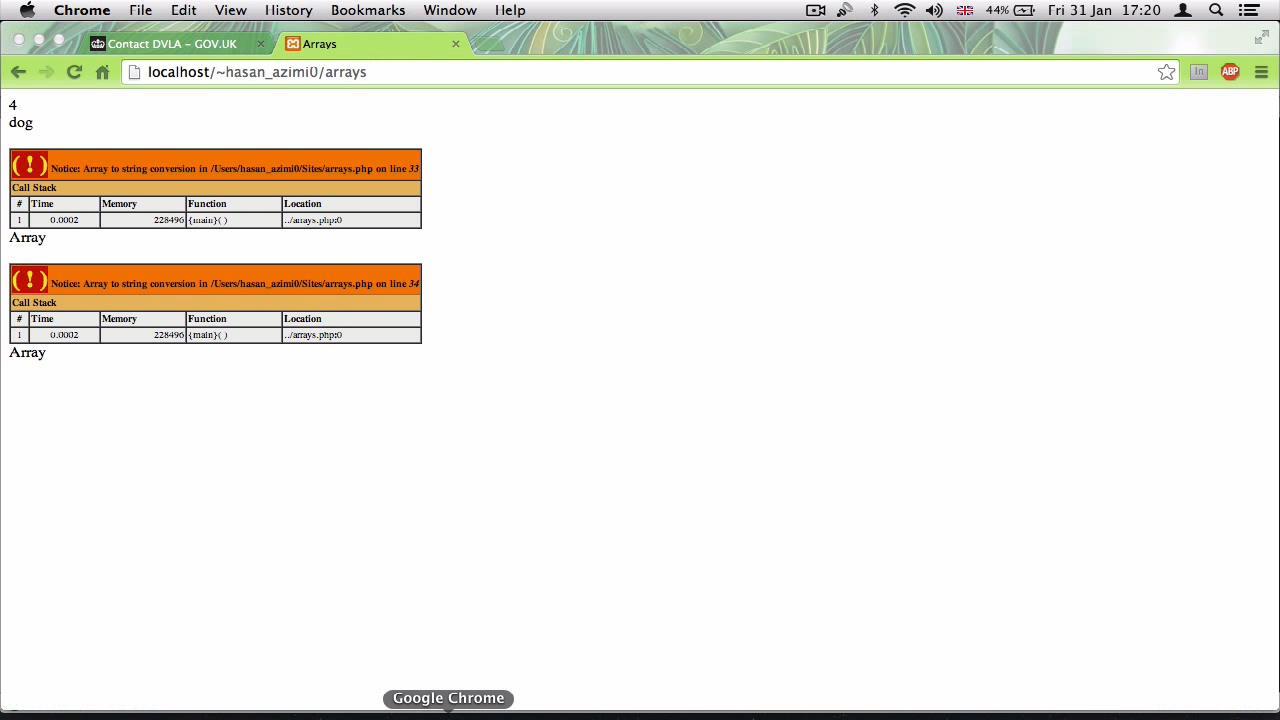 Chrome File Edit View History Bookmarks Window Help 44% Fri 31 Jan 17:20
Contact DVLA - GOV.UK Arrays
localhost/~hasan_azimi0/arrays In ABP
4
dog
( ! ) Notice: Array to string conversion in /Users/hasan_azimi0/Sites/arrays.php on line 33
Call Stack
# Time Memory Function Location
1 0.0002 228496 {main}( ) ../arrays.php:0
Array
( ! ) Notice: Array to string conversion in /Users/hasan_azimi0/Sites/arrays.php on line 34
Call Stack
# Time Memory Function Location
1 0.0002 228496 {main}( ) ../arrays.php:0
Array
Google Chrome